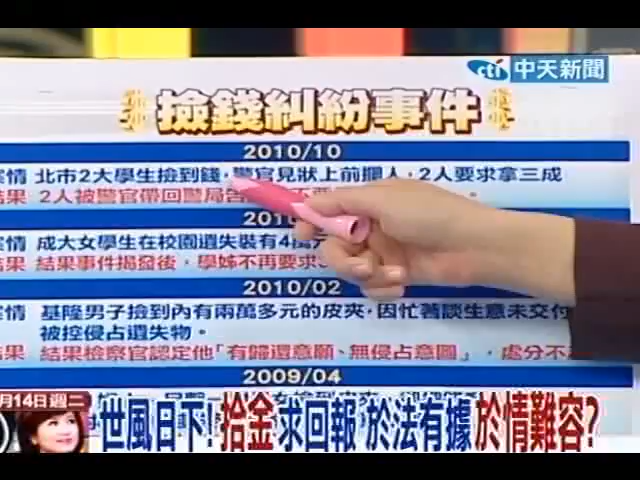 cti 中天新聞
撿錢糾紛事件
2010/10
情 北市2大學生撿到錢，警官見狀上前攔人，2人要求拿三成
結果 2人被警官帶回警局
2010
情 成大女學生在校園遺失裝有4萬元
結果 結果事件揭發後，學姊不再要求
2010/02
情 基隆男子撿到內有兩萬多元的皮夾，因忙著談生意未交付
被控侵占遺失物。
結果 結果檢察官認定他「有歸還意願、無侵占意圖」，處分不
2009/04
月14日週二
世風日下！拾金求回報 於法有據 於情難容？